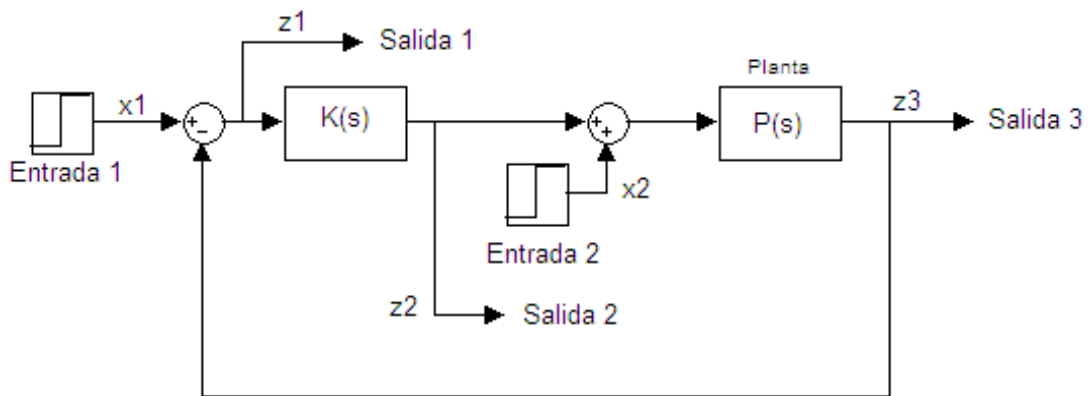 z1
Salida 1
x1
+
−
Entrada 1
K(s)
+
+
Planta
P(s)
z3
Salida 3
x2
Entrada 2
z2
Salida 2